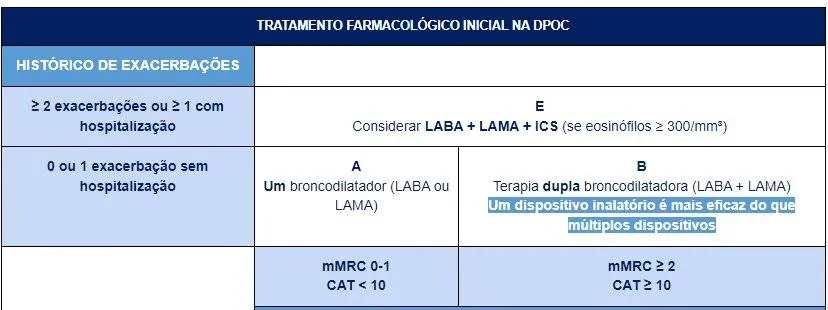 TRATAMENTO FARMACOLÓGICO INICIAL NA DPOC
HISTÓRICO DE EXACERBAÇÕES
≥ 2 exacerbações ou ≥ 1 com
hospitalização
E
Considerar LABA + LAMA + ICS (se eosinófilos ≥ 300/mm³)
0 ou 1 exacerbação sem
hospitalização
A
Um broncodilatador (LABA ou
LAMA)
B
Terapia dupla broncodilatadora (LABA + LAMA)
Um dispositivo inalatório é mais eficaz do que
múltiplos dispositivos
mMRC 0-1
CAT < 10
mMRC ≥ 2
CAT ≥ 10